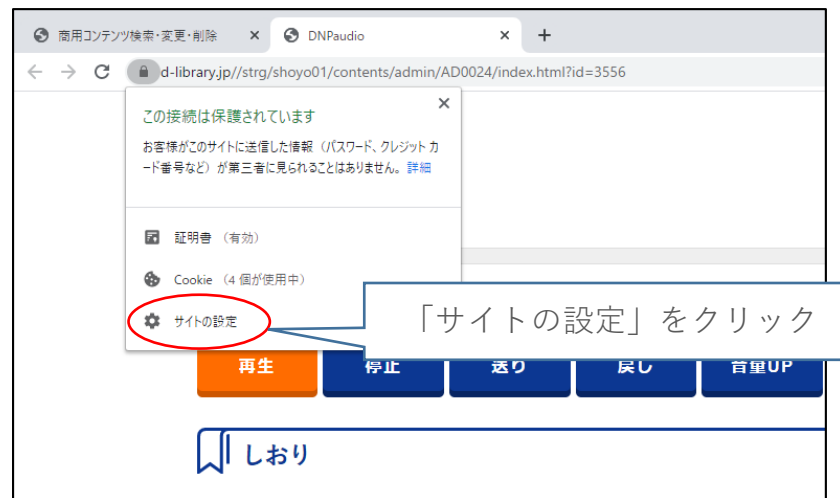 商用コンテンツ検索・変更・削除
DNPaudio
d-library.jp//strg/shoyo01/contents/admin/AD0024/index.html?id=3556
この接続は保護されています
お客様がこのサイトに送信した情報（パスワード、クレジット カ
ード番号など）が第三者に見られることはありません。 詳細
証明書 （有効）
Cookie （4 個が使用中）
サイトの設定
「サイトの設定」をクリック
再生
停止
送り
戻し
音量UP
しおり